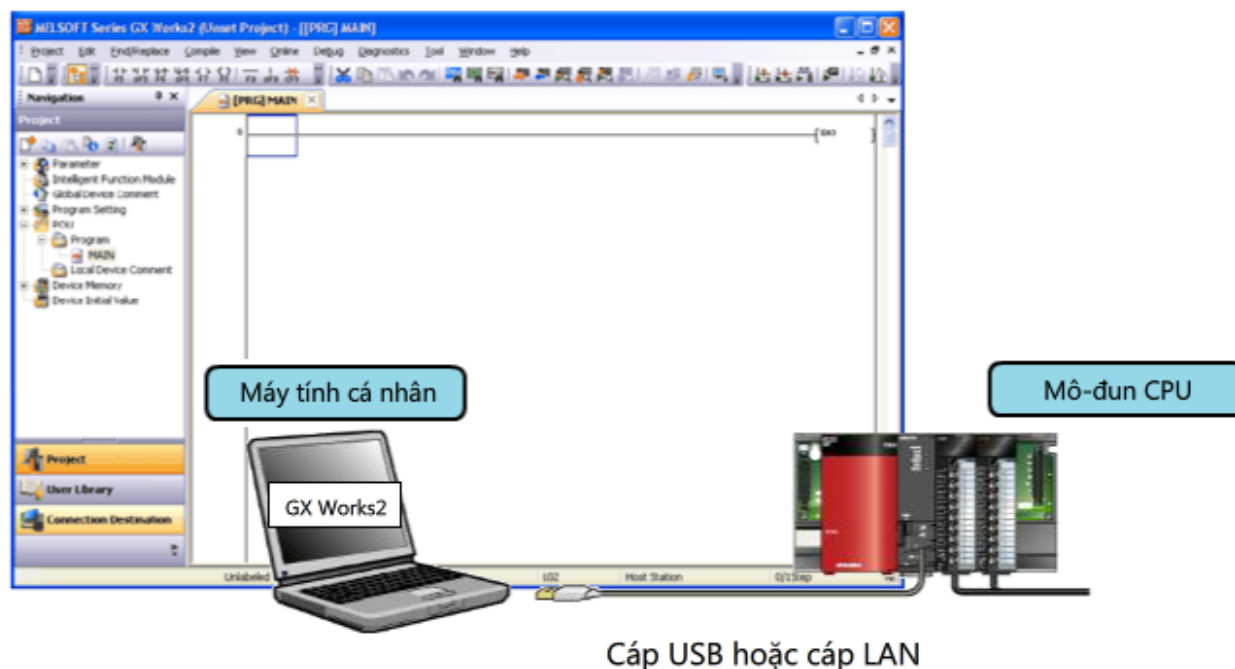 MELSOFT Series GX Works2 (Unset Project) - [[PRG] MAIN]
Project Edit Find/Replace Compile View Online Debug Diagnostics Tool Window Help
Navigation
[PRG] MAIN
Project
Parameter
Intelligent Function Module
Global Device Comment
Program Setting
POU
Program
MAIN
Local Device Comment
Device Memory
Device Initial Value
0
END
Máy tính cá nhân
Mô-đun CPU
Project
User Library
Connection Destination
GX Works2
Unlabeled
Host Station
0/1Step
Cáp USB hoặc cáp LAN